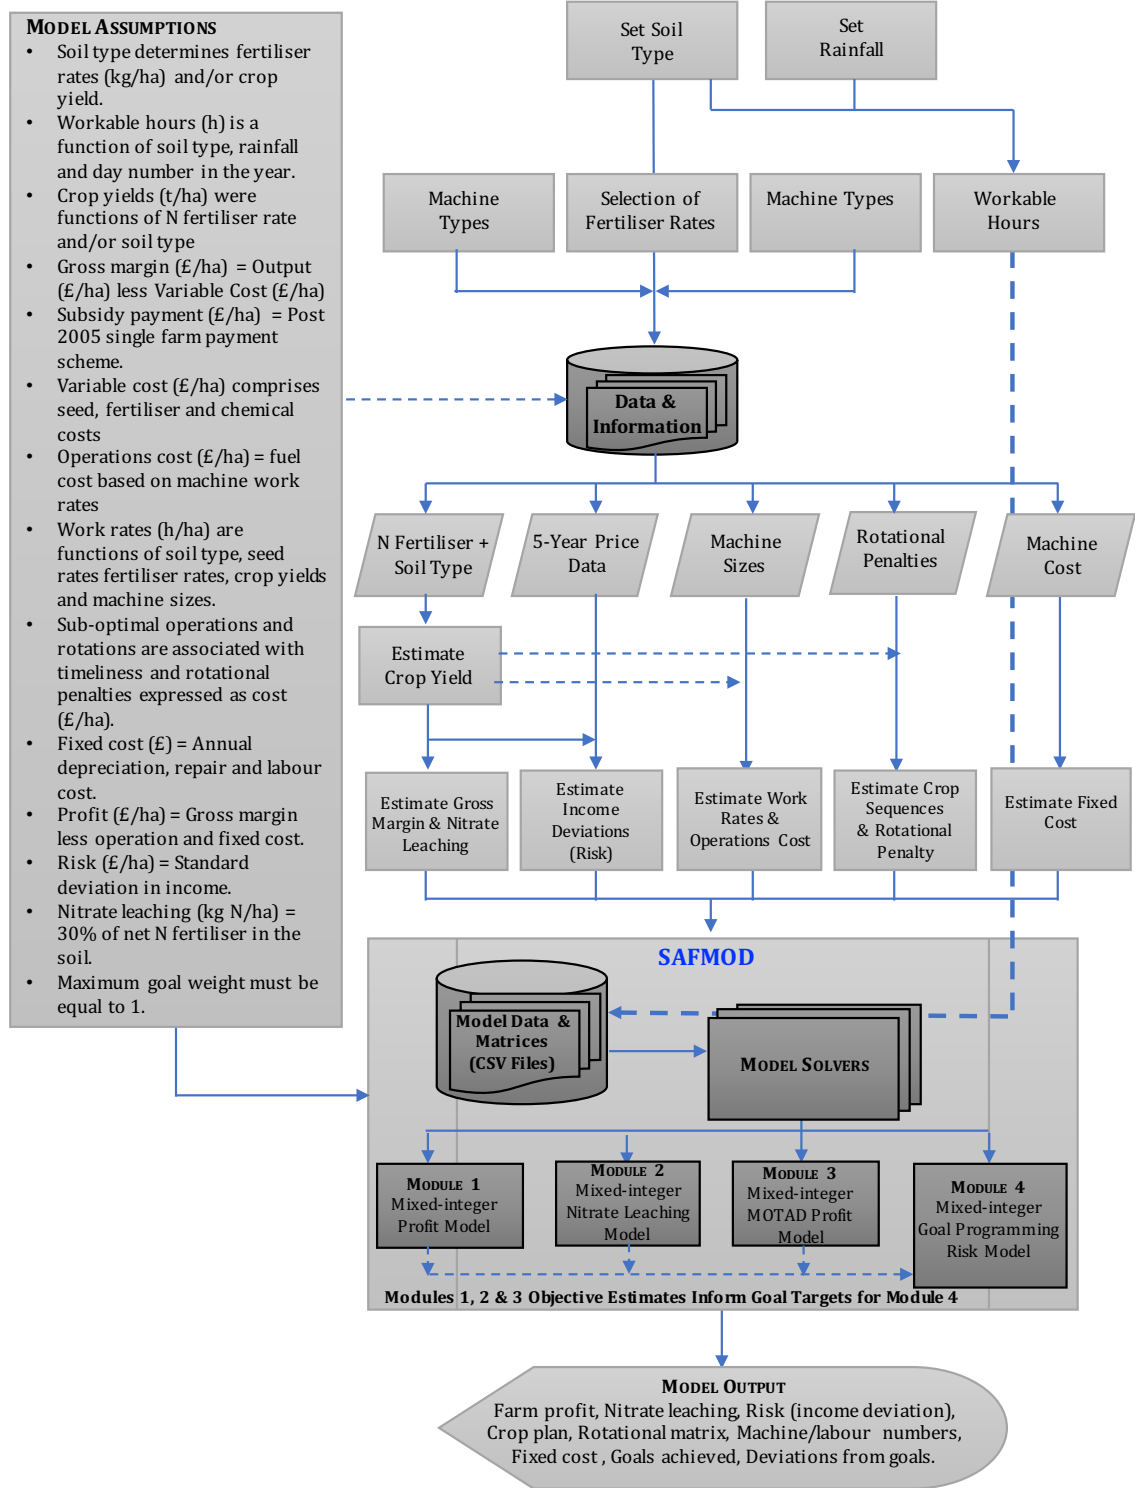 MODEL ASSUMPTIONS
• Soil type determines fertiliser
rates (kg/ha) and/or crop
yield.
• Workable hours (h) is a
function of soil type, rainfall
and day number in the year.
• Crop yields (t/ha) were
functions of N fertiliser rate
and/or soil type
• Gross margin (£/ha) = Output
(£/ha) less Variable Cost (£/ha)
• Subsidy payment (£/ha) = Post
2005 single farm payment
scheme.
• Variable cost (£/ha) comprises
seed, fertiliser and chemical
costs
• Operations cost (£/ha) = fuel
cost based on machine work
rates
• Work rates (h/ha) are
functions of soil type, seed
rates fertiliser rates, crop yields
and machine sizes.
• Sub-optimal operations and
rotations are associated with
timeliness and rotational
penalties expressed as cost
(£/ha).
• Fixed cost (£) = Annual
depreciation, repair and labour
cost.
• Profit (£/ha) = Gross margin
less operation and fixed cost.
• Risk (£/ha) = Standard
deviation in income.
• Nitrate leaching (kg N/ha) =
30% of net N fertiliser in the
soil.
• Maximum goal weight must be
equal to 1.
Set Soil
Type
Set
Rainfall
Machine
Types
Selection of
Fertiliser Rates
Machine Types
Workable
Hours
Data &
Information
N Fertiliser +
Soil Type
5-Year Price
Data
Machine
Sizes
Rotational
Penalties
Machine
Cost
Estimate
Crop Yield
Estimate Gross
Margin & Nitrate
Leaching
Estimate
Income
Deviations
(Risk)
Estimate Work
Rates &
Operations Cost
Estimate Crop
Sequences
& Rotational
Penalty
Estimate Fixed
Cost
SAFMOD
Model Data &
Matrices
(CSV Files)
MODEL SOLVERS
MODULE 1
Mixed-integer
Profit Model
MODULE 2
Mixed-integer
Nitrate Leaching
Model
MODULE 3
Mixed-integer
MOTAD Profit
Model
MODULE 4
Mixed-integer
Goal Programming
Risk Model
Modules 1, 2 & 3 Objective Estimates Inform Goal Targets for Module 4
MODEL OUTPUT
Farm profit, Nitrate leaching, Risk (income deviation),
Crop plan, Rotational matrix, Machine/labour numbers,
Fixed cost , Goals achieved, Deviations from goals.